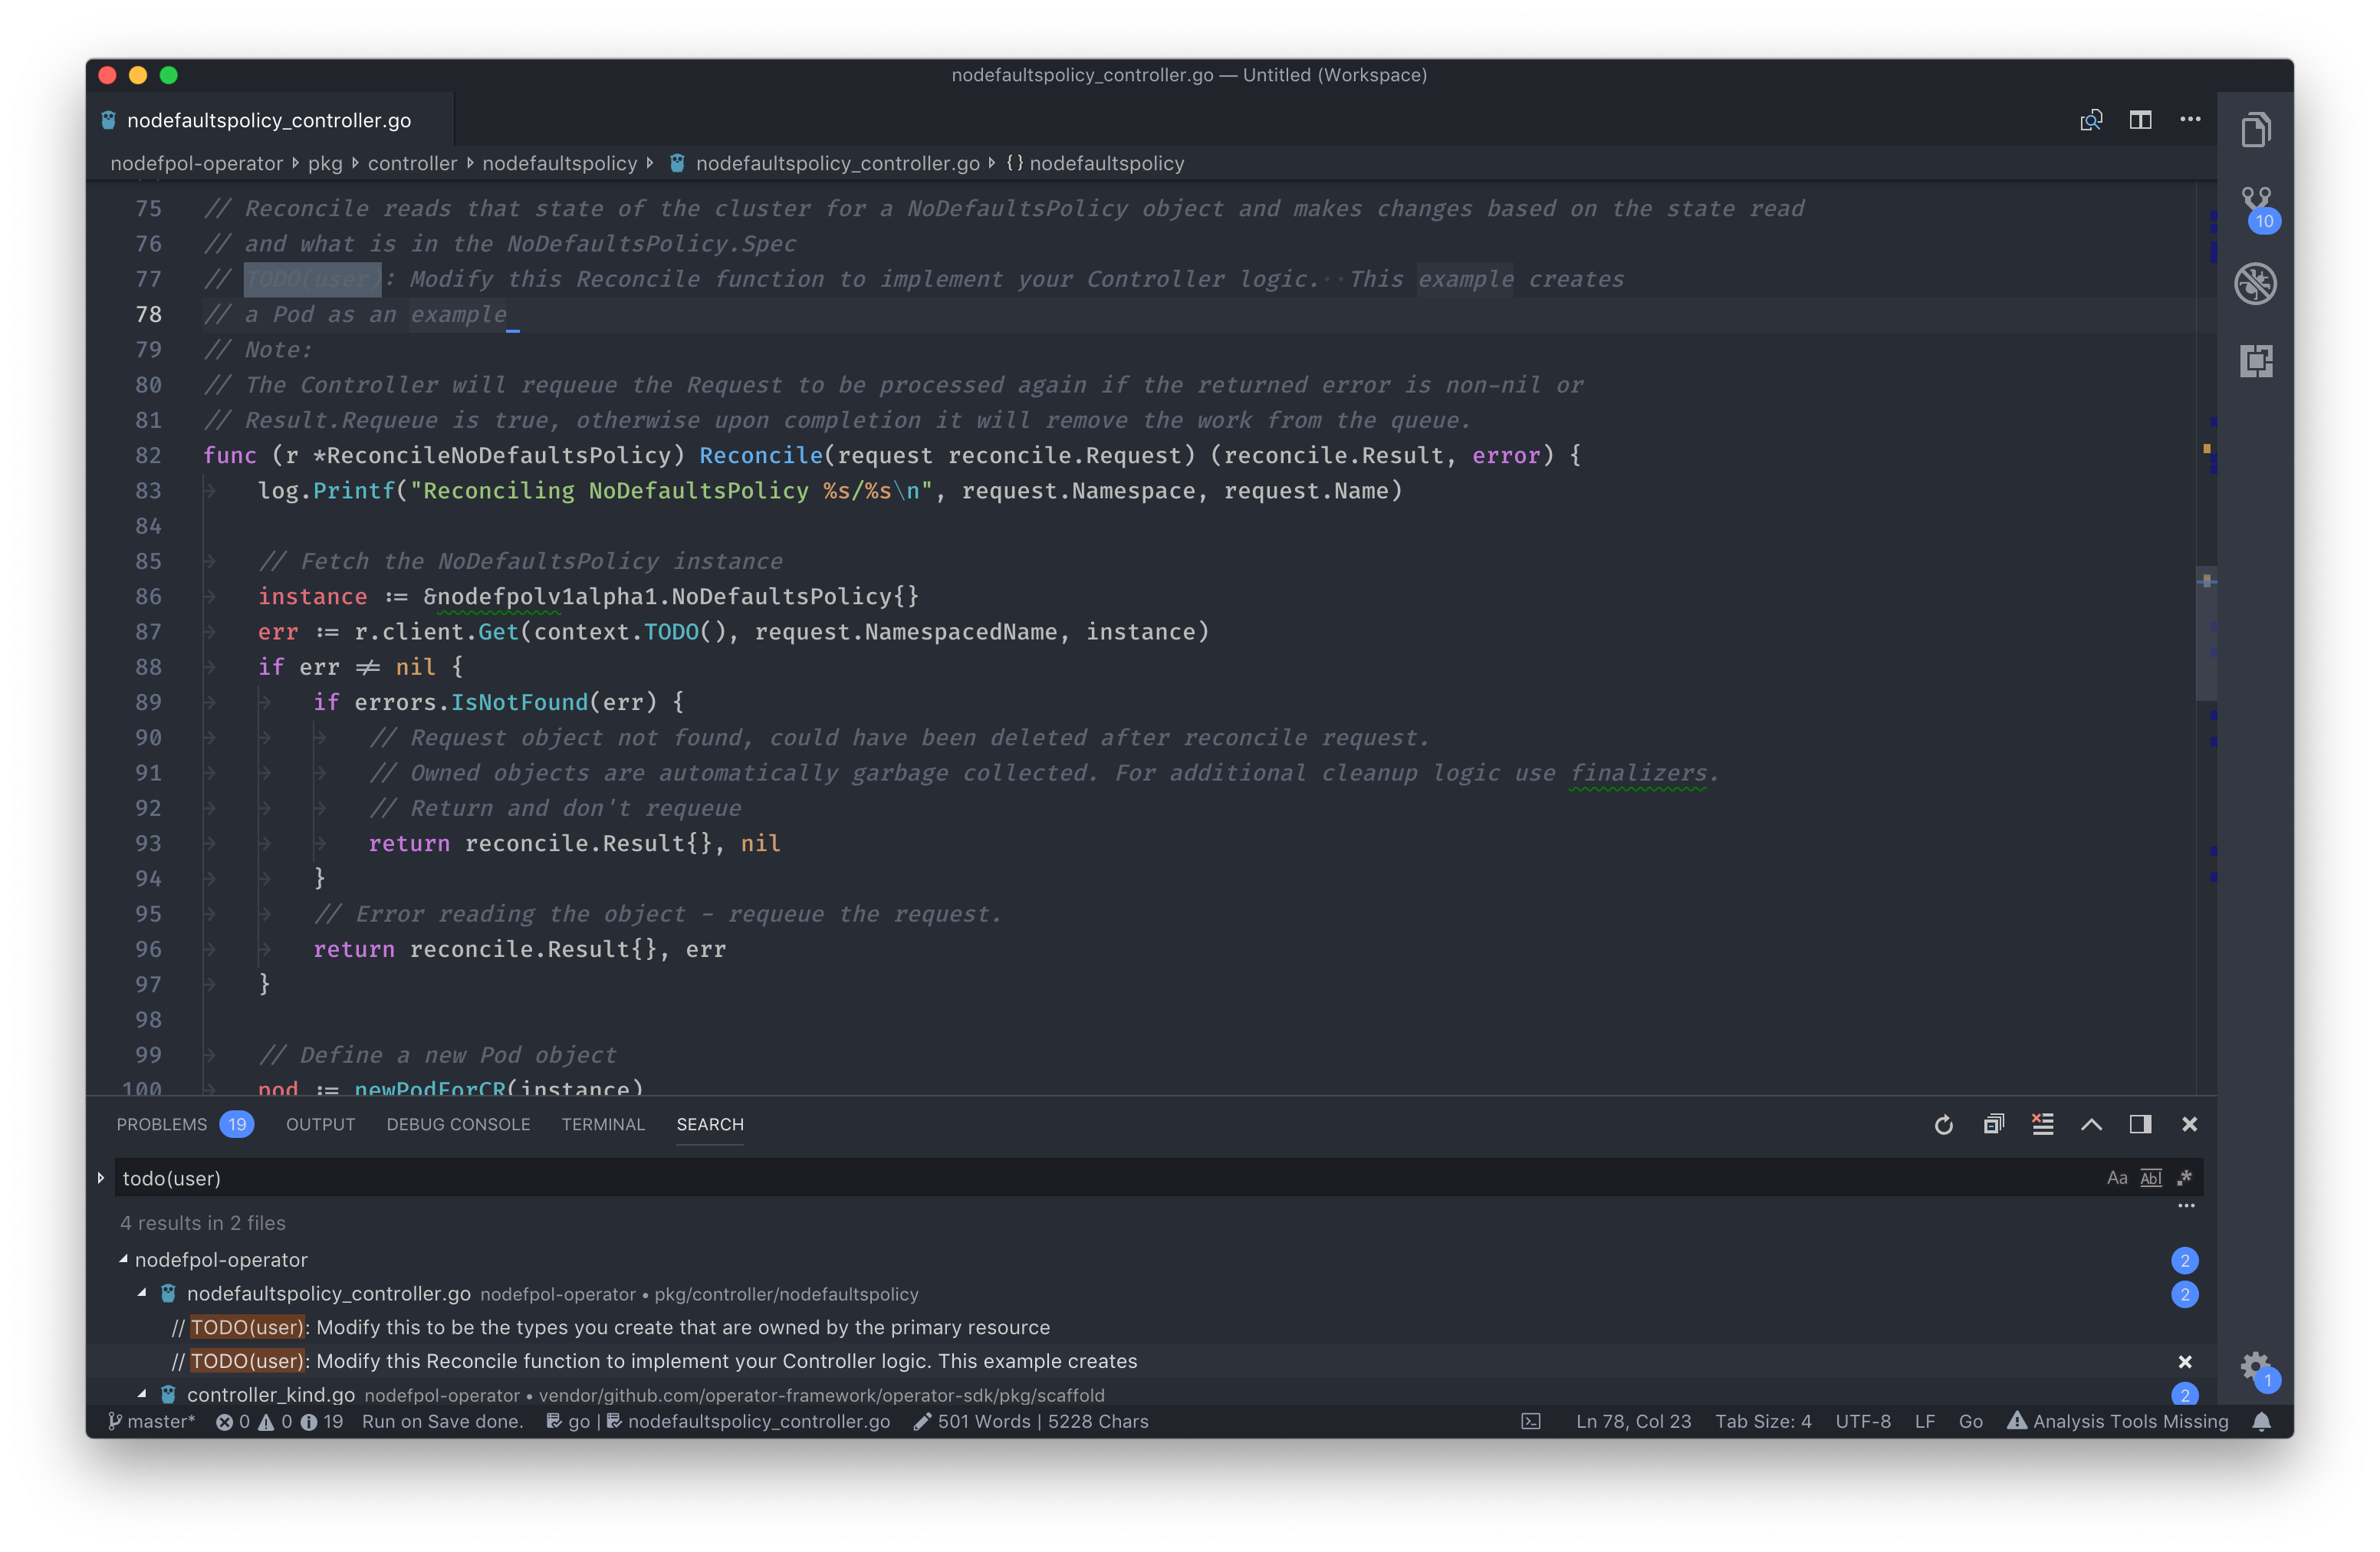 nodefaultspolicy_controller.go — Untitled (Workspace)
nodefaultspolicy_controller.go
nodefpol-operator pkg controller nodefaultspolicy nodefaultspolicy_controller.go {} nodefaultspolicy
75 // Reconcile reads that state of the cluster for a NoDefaultsPolicy object and makes changes based on the state read
76 // and what is in the NoDefaultsPolicy.Spec
77 // TODO(user): Modify this Reconcile function to implement your Controller logic.··This example creates
78 // a Pod as an example
79 // Note:
80 // The Controller will requeue the Request to be processed again if the returned error is non-nil or
81 // Result.Requeue is true, otherwise upon completion it will remove the work from the queue.
82 func (r *ReconcileNoDefaultsPolicy) Reconcile(request reconcile.Request) (reconcile.Result, error) {
83 log.Printf("Reconciling NoDefaultsPolicy %s/%s\n", request.Namespace, request.Name)
84
85 // Fetch the NoDefaultsPolicy instance
86 instance := &nodefpolv1alpha1.NoDefaultsPolicy{}
87 err := r.client.Get(context.TODO(), request.NamespacedName, instance)
88 if err != nil {
89 if errors.IsNotFound(err) {
90 // Request object not found, could have been deleted after reconcile request.
91 // Owned objects are automatically garbage collected. For additional cleanup logic use finalizers.
92 // Return and don't requeue
93 return reconcile.Result{}, nil
94 }
95 // Error reading the object - requeue the request.
96 return reconcile.Result{}, err
97 }
98
99 // Define a new Pod object
100 pod := newPodForCR(instance)
10
PROBLEMS 19 OUTPUT DEBUG CONSOLE TERMINAL SEARCH
todo(user) Aa Abl .*
4 results in 2 files
nodefpol-operator 2
nodefaultspolicy_controller.go nodefpol-operator • pkg/controller/nodefaultspolicy 2
// TODO(user): Modify this to be the types you create that are owned by the primary resource
// TODO(user): Modify this Reconcile function to implement your Controller logic. This example creates
controller_kind.go nodefpol-operator • vendor/github.com/operator-framework/operator-sdk/pkg/scaffold 2
1
master* 0 0 19 Run on Save done. go | nodefaultspolicy_controller.go 501 Words | 5228 Chars Ln 78, Col 23 Tab Size: 4 UTF-8 LF Go Analysis Tools Missing